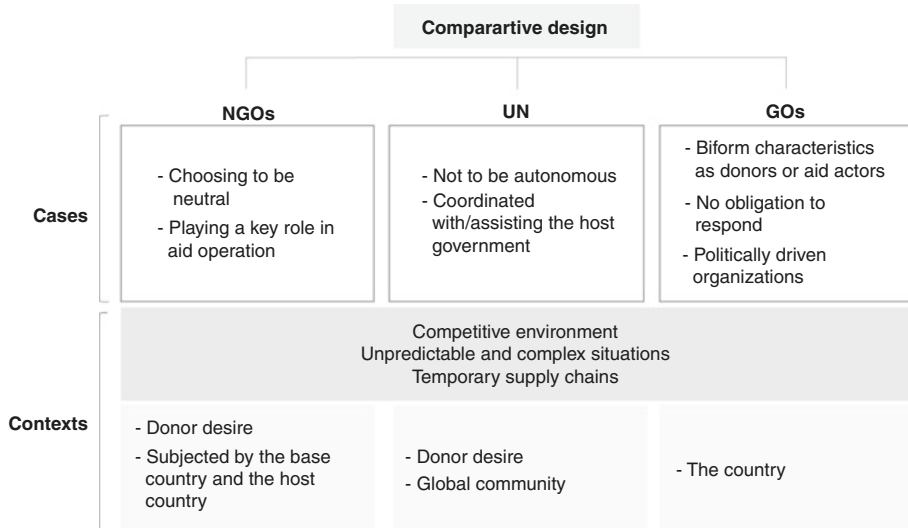 Comparartive design
NGOs
UN
GOs
Cases
- Choosing to be
neutral
- Playing a key role in
aid operation
- Not to be autonomous
- Coordinated
with/assisting the host
government
- Biform characteristics
as donors or aid actors
- No obligation to
respond
- Politically driven
organizations
Contexts
Competitive environment
Unpredictable and complex situations
Temporary supply chains
- Donor desire
- Subjected by the base
country and the host
country
- Donor desire
- Global community
- The country